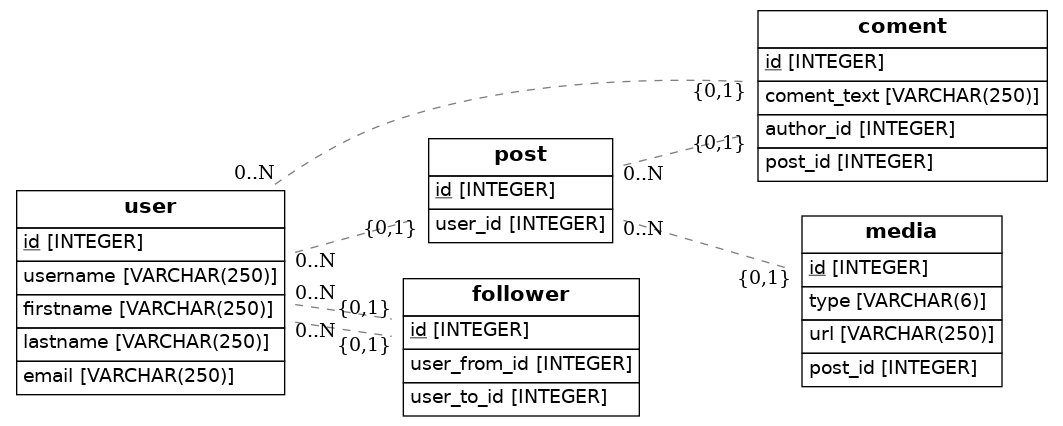 coment
id [INTEGER]
coment_text [VARCHAR(250)]
author_id [INTEGER]
post_id [INTEGER]
{0,1}
{0,1}
0..N
post
id [INTEGER]
user_id [INTEGER]
0..N
0..N
{0,1}
user
id [INTEGER]
username [VARCHAR(250)]
firstname [VARCHAR(250)]
lastname [VARCHAR(250)]
email [VARCHAR(250)]
0..N
0..N
0..N
{0,1}
{0,1}
follower
id [INTEGER]
user_from_id [INTEGER]
user_to_id [INTEGER]
{0,1}
media
id [INTEGER]
type [VARCHAR(6)]
url [VARCHAR(250)]
post_id [INTEGER]